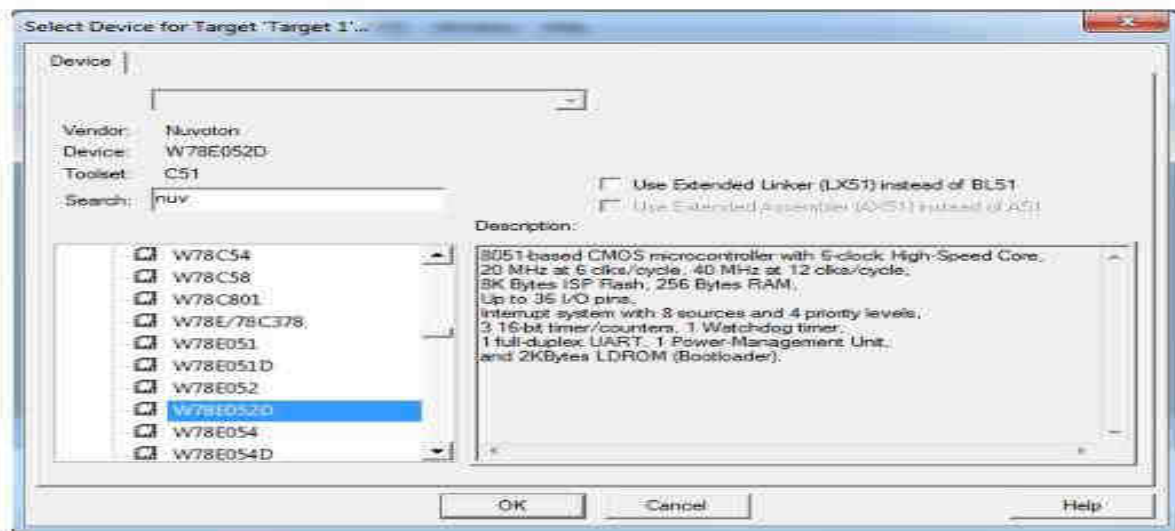 Select Device for Target 'Target 1'...
Device
Vendor: Nuvoton
Device: W78E052D
Toolset: C51
Search: nuv
Use Extended Linker (LX51) instead of BL51
Use Extended Assembler (AX51) instead of A51
Description:
W78C54
W78C58
W78C801
W78E/78C378,
W78E051
W78E051D
W78E052
W78E052D
W78E054
W78E054D
8051-based CMOS microcontroller with 6-clock High-Speed Core,
20 MHz at 6 clks/cycle, 40 MHz at 12 clks/cycle,
8K Bytes ISP Flash, 256 Bytes RAM,
Up to 36 I/O pins,
Interrupt system with 8 sources and 4 priority levels,
3 16-bit timer/counters, 1 Watchdog timer,
1 full-duplex UART, 1 Power-Management Unit,
and 2KBytes LDROM (Bootloader).
OK
Cancel
Help